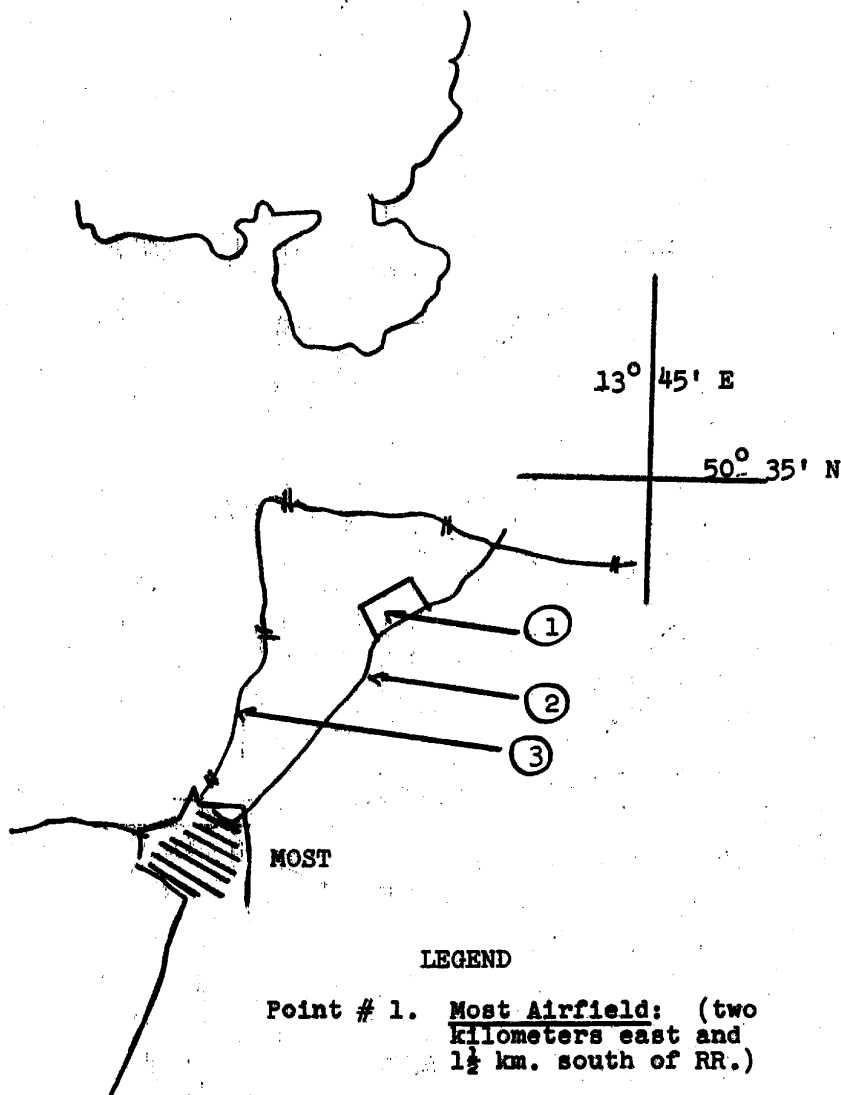 13° 45' E
50° 35' N
1
2
3
MOST
LEGEND
Point # 1. Most Airfield: (two
kilometers east and
1½ km. south of RR.)